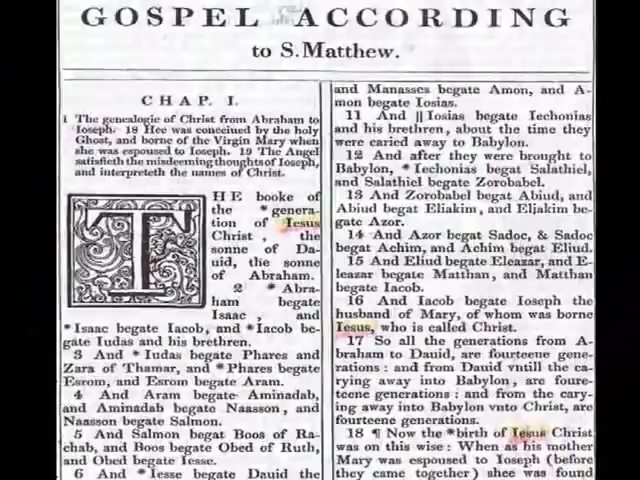 GOSPEL ACCORDING
to S. Matthew.
CHAP. I.
1 The genealogie of Christ from Abraham to
Ioseph. 18 Hee was conceiued by the holy
Ghost, and borne of the Virgin Mary when
she was espoused to Ioseph. 19 The Angel
satisfieth the misdeeming thoughts of Ioseph,
and interpreteth the names of Christ.
THE booke of
the * genera-
tion of Iesus
Christ , the
sonne of Da-
uid, the sonne
of Abraham.
2 * Abra-
ham begate
Isaac , and
* Isaac begate Iacob, and * Iacob be-
gate Iudas and his brethren.
3 And * Iudas begate Phares and
Zara of Thamar, and * Phares begate
Esrom, and Esrom begate Aram.
4 And Aram begate Aminadab,
and Aminadab begate Naasson, and
Naasson begate Salmon.
5 And Salmon begat Boos of Ra-
chab, and Boos begate Obed of Ruth,
and Obed begate Iesse.
6 And * Iesse begate Dauid the
and Manasses begate Amon, and A-
mon begate Iosias.
11 And || Iosias begate Iechonias
and his brethren, about the time they
were caried away to Babylon.
12 And after they were brought to
Babylon, * Iechonias begat Salathiel,
and Salathiel begate Zorobabel.
13 And Zorobabel begate Abiud, and
Abiud begat Eliakim, and Eljakim be-
gate Azor.
14 And Azor begat Sadoc, & Sadoc
begat Achim, and Achim begat Eliud.
15 And Eliud begate Eleazar, and E-
leazar begate Matthan, and Matthan
begate Iacob.
16 And Iacob begate Ioseph the
husband of Mary, of whom was borne
Iesus, who is called Christ.
17 So all the generations from A-
braham to Dauid, are fourteene gene-
rations : and from Dauid vntill the ca-
rying away into Babylon, are foure-
teene generations : and from the cary-
ing away into Babylon vnto Christ, are
fourteene generations.
18 ¶ Now the * birth of Iesus Christ
was on this wise : When as his mother
Mary was espoused to Ioseph (before
they came together) shee was found